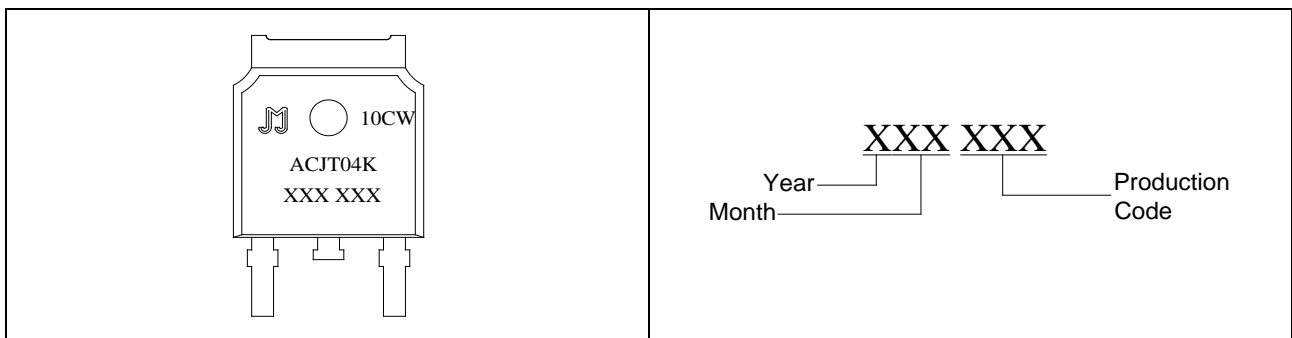 10CW
ACJT04K
XXX XXX
XXX XXX
Year
Month
Production
Code